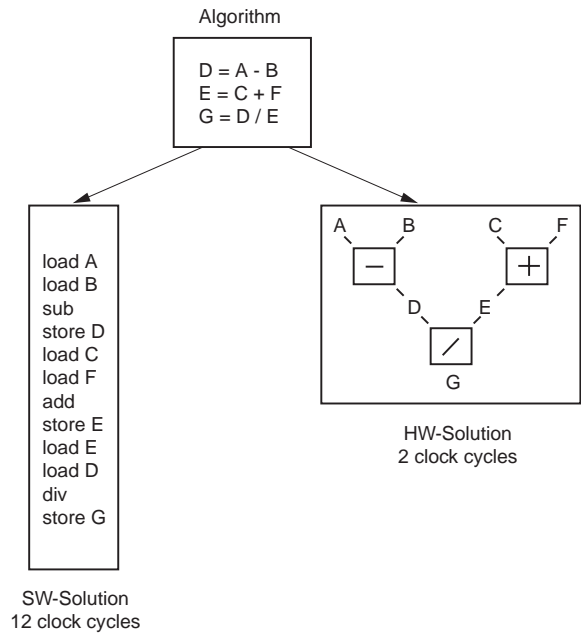 Algorithm
D = A - B
E = C + F
G = D / E
load A
load B
sub
store D
load C
load F
add
store E
load E
load D
div
store G
SW-Solution
12 clock cycles
A B C F
− +
D E
/
G
HW-Solution
2 clock cycles